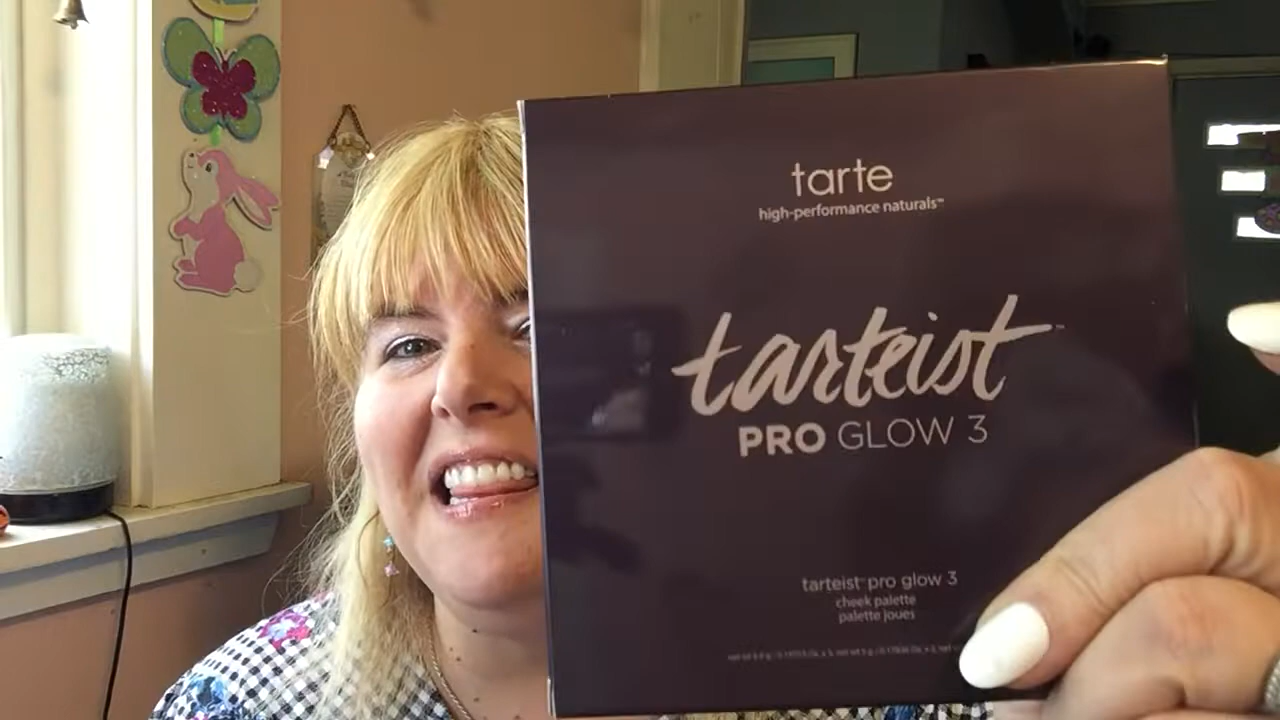 tarte
high-performance naturals™
tarteist™
PRO GLOW 3
tarteist™ pro glow 3
cheek palette
palette joues